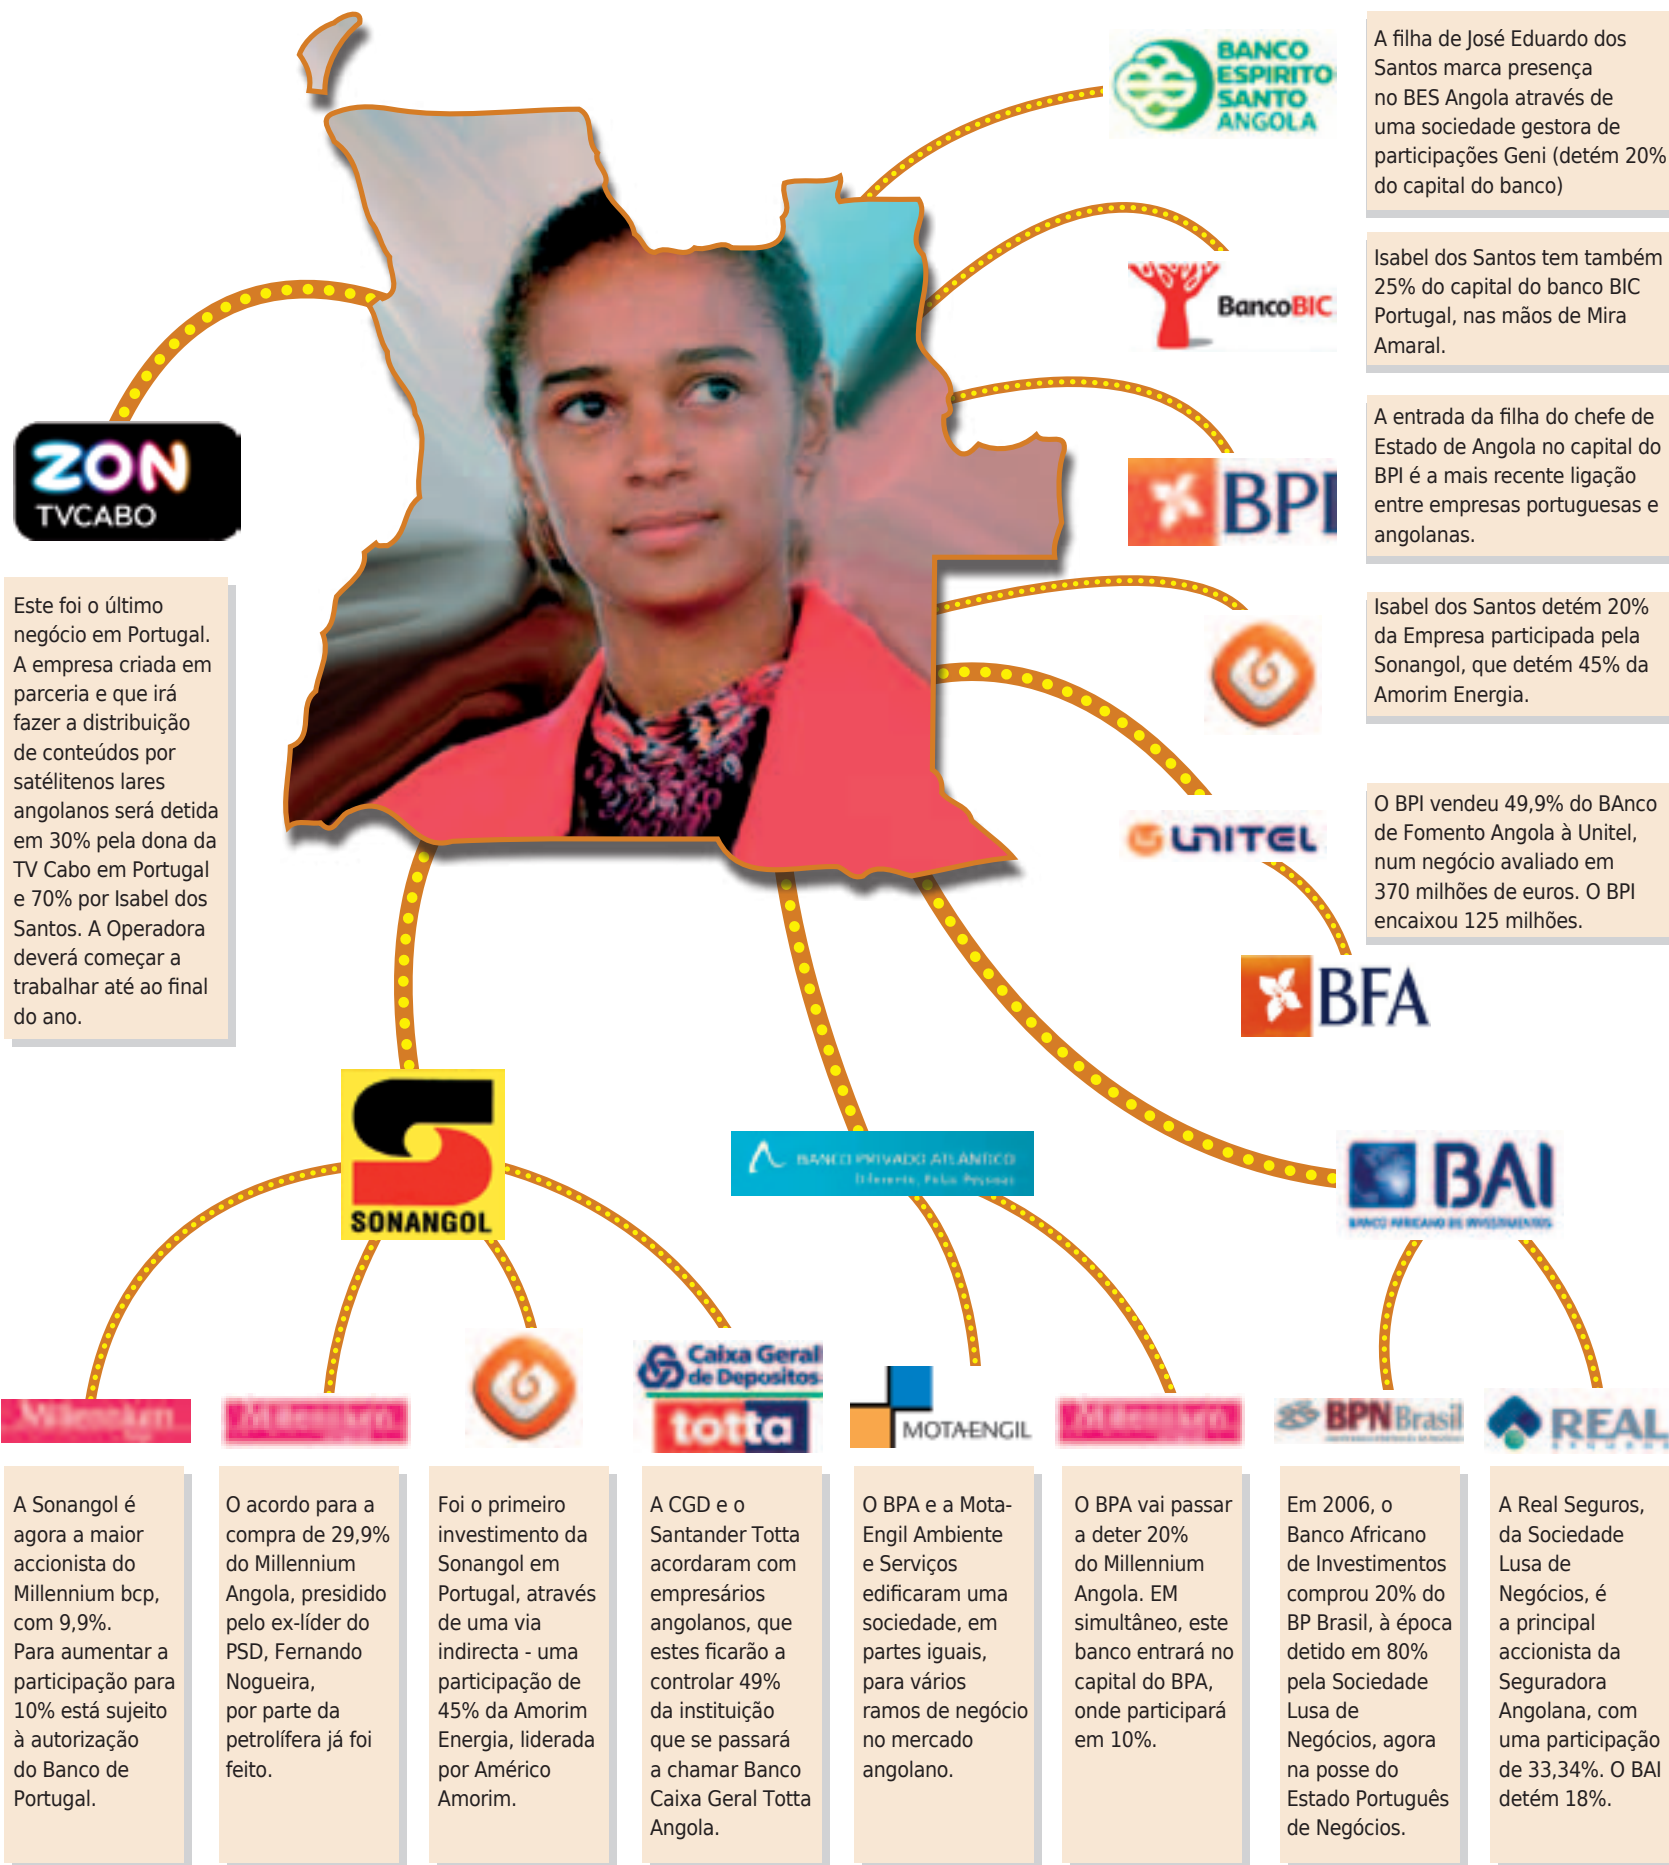 BANCO
ESPIRITO
SANTO
ANGOLA
A filha de José Eduardo dos
Santos marca presença
no BES Angola através de
uma sociedade gestora de
participações Geni (detém 20%
do capital do banco)
BancoBIC
Isabel dos Santos tem também
25% do capital do banco BIC
Portugal, nas mãos de Mira
Amaral.
BPI
A entrada da filha do chefe de
Estado de Angola no capital do
BPI é a mais recente ligação
entre empresas portuguesas e
angolanas.
Isabel dos Santos detém 20%
da Empresa participada pela
Sonangol, que detém 45% da
Amorim Energia.
UNITEL
O BPI vendeu 49,9% do BAnco
de Fomento Angola à Unitel,
num negócio avaliado em
370 milhões de euros. O BPI
encaixou 125 milhões.
BFA
ZON
TVCABO
Este foi o último
negócio em Portugal.
A empresa criada em
parceria e que irá
fazer a distribuição
de conteúdos por
satélitenos lares
angolanos será detida
em 30% pela dona da
TV Cabo em Portugal
e 70% por Isabel dos
Santos. A Operadora
deverá começar a
trabalhar até ao final
do ano.
SONANGOL
BANCO PRIVADO ATLÂNTICO
BAI
BANCO AFRICANO DE INVESTIMENTOS
Millennium
A Sonangol é
agora a maior
accionista do
Millennium bcp,
com 9,9%.
Para aumentar a
participação para
10% está sujeito
à autorização
do Banco de
Portugal.
Millennium
O acordo para a
compra de 29,9%
do Millennium
Angola, presidido
pelo ex-líder do
PSD, Fernando
Nogueira,
por parte da
petrolífera já foi
feito.
Foi o primeiro
investimento da
Sonangol em
Portugal, através
de uma via
indirecta - uma
participação de
45% da Amorim
Energia, liderada
por Américo
Amorim.
Caixa Geral
de Depositos
totta
A CGD e o
Santander Totta
acordaram com
empresários
angolanos, que
estes ficarão a
controlar 49%
da instituição
que se passará
a chamar Banco
Caixa Geral Totta
Angola.
MOTAENGIL
O BPA e a Mota-
Engil Ambiente
e Serviços
edificaram uma
sociedade, em
partes iguais,
para vários
ramos de negócio
no mercado
angolano.
Millennium
O BPA vai passar
a deter 20%
do Millennium
Angola. EM
simultâneo, este
banco entrará no
capital do BPA,
onde participará
em 10%.
BPN Brasil
Em 2006, o
Banco Africano
de Investimentos
comprou 20% do
BP Brasil, à época
detido em 80%
pela Sociedade
Lusa de
Negócios, agora
na posse do
Estado Português
de Negócios.
REAL
SEGUROS
A Real Seguros,
da Sociedade
Lusa de
Negócios, é
a principal
accionista da
Seguradora
Angolana, com
uma participação
de 33,34%. O BAI
detém 18%.